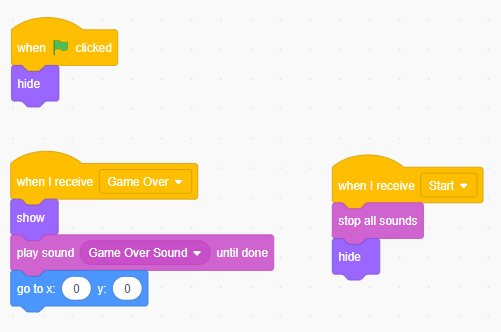 when clicked
hide
when I receive Game Over
show
play sound Game Over Sound until done
go to x: 0 y: 0
when I receive Start
stop all sounds
hide